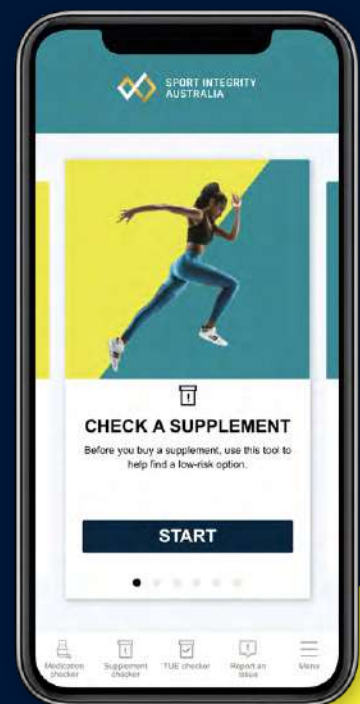 SPORT INTEGRITY
AUSTRALIA
CHECK A SUPPLEMENT
Before you buy a supplement, use this tool to
help find a low-risk option.
START
Medication
checker
Supplement
checker
TUE checker
Report an
issue
Menu